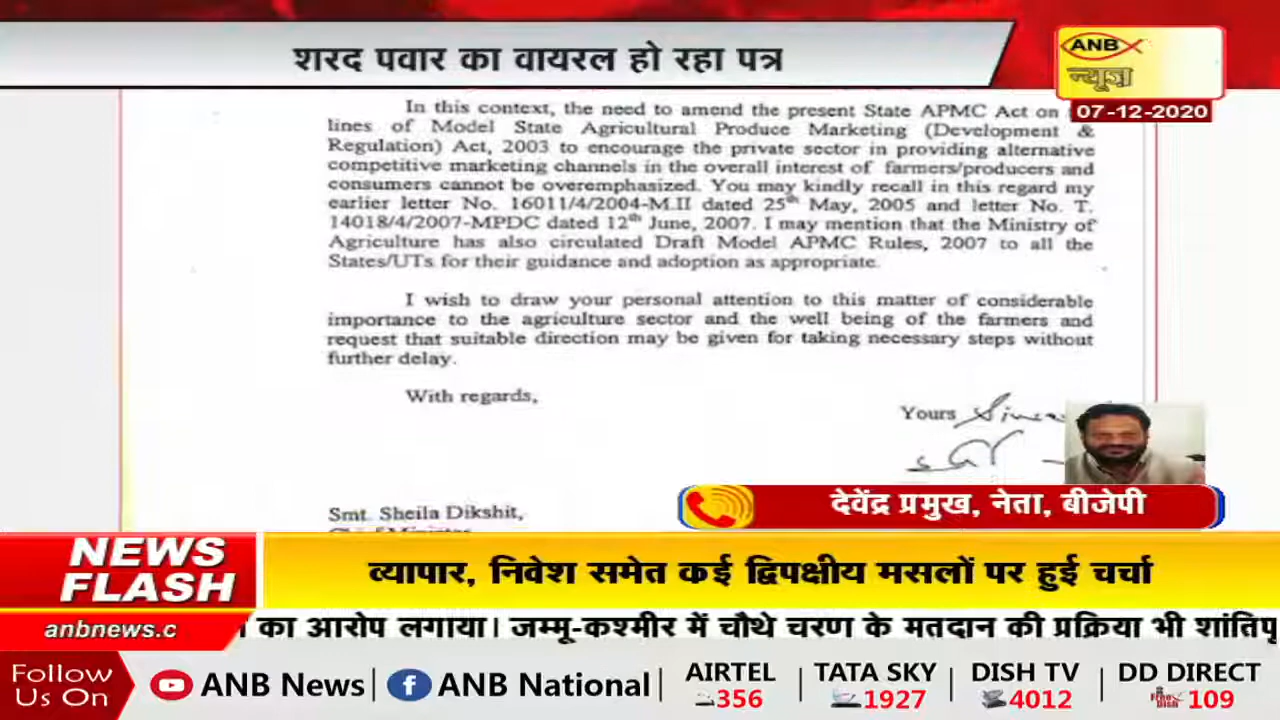 शरद पवार का वायरल हो रहा पत्र
ANB
न्यूज़
07-12-2020
In this context, the need to amend the present State APMC Act on
lines of Model State Agricultural Produce Marketing (Development &
Regulation) Act, 2003 to encourage the private sector in providing alternative
competitive marketing channels in the overall interest of farmers/producers and
consumers cannot be overemphasized. You may kindly recall in this regard my
earlier letter No. 16011/4/2004-M.II dated 25th May, 2005 and letter No. T.
14018/4/2007-MPDC dated 12th June, 2007. I may mention that the Ministry of
Agriculture has also circulated Draft Model APMC Rules, 2007 to all the
States/UTs for their guidance and adoption as appropriate.
I wish to draw your personal attention to this matter of considerable
importance to the agriculture sector and the well being of the farmers and
request that suitable direction may be given for taking necessary steps without
further delay.
With regards,
Yours
Smt. Sheila Dikshit,
देवेंद्र प्रमुख, नेता, बीजेपी
NEWS
FLASH
व्यापार, निवेश समेत कई द्विपक्षीय मसलों पर हुई चर्चा
anbnews.c
का आरोप लगाया। जम्मू-कश्मीर में चौथे चरण के मतदान की प्रक्रिया भी
Follow
Us On
ANB News
ANB National
AIRTEL
356
TATA SKY
1927
DISH TV
4012
DD DIRECT
109